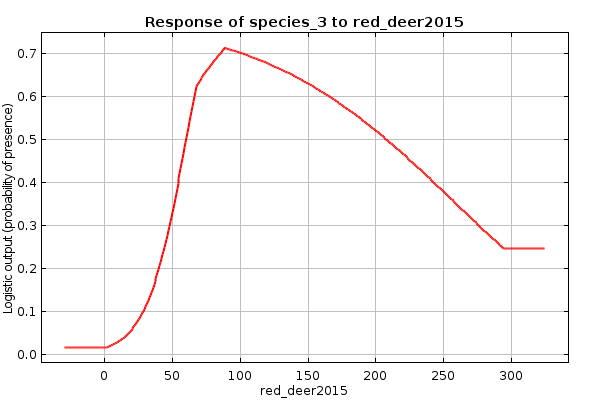 Response of species_3 to red_deer2015
Logistic output (probability of presence)
0.7
0.6
0.5
0.4
0.3
0.2
0.1
0.0
0 50 100 150 200 250 300
red_deer2015